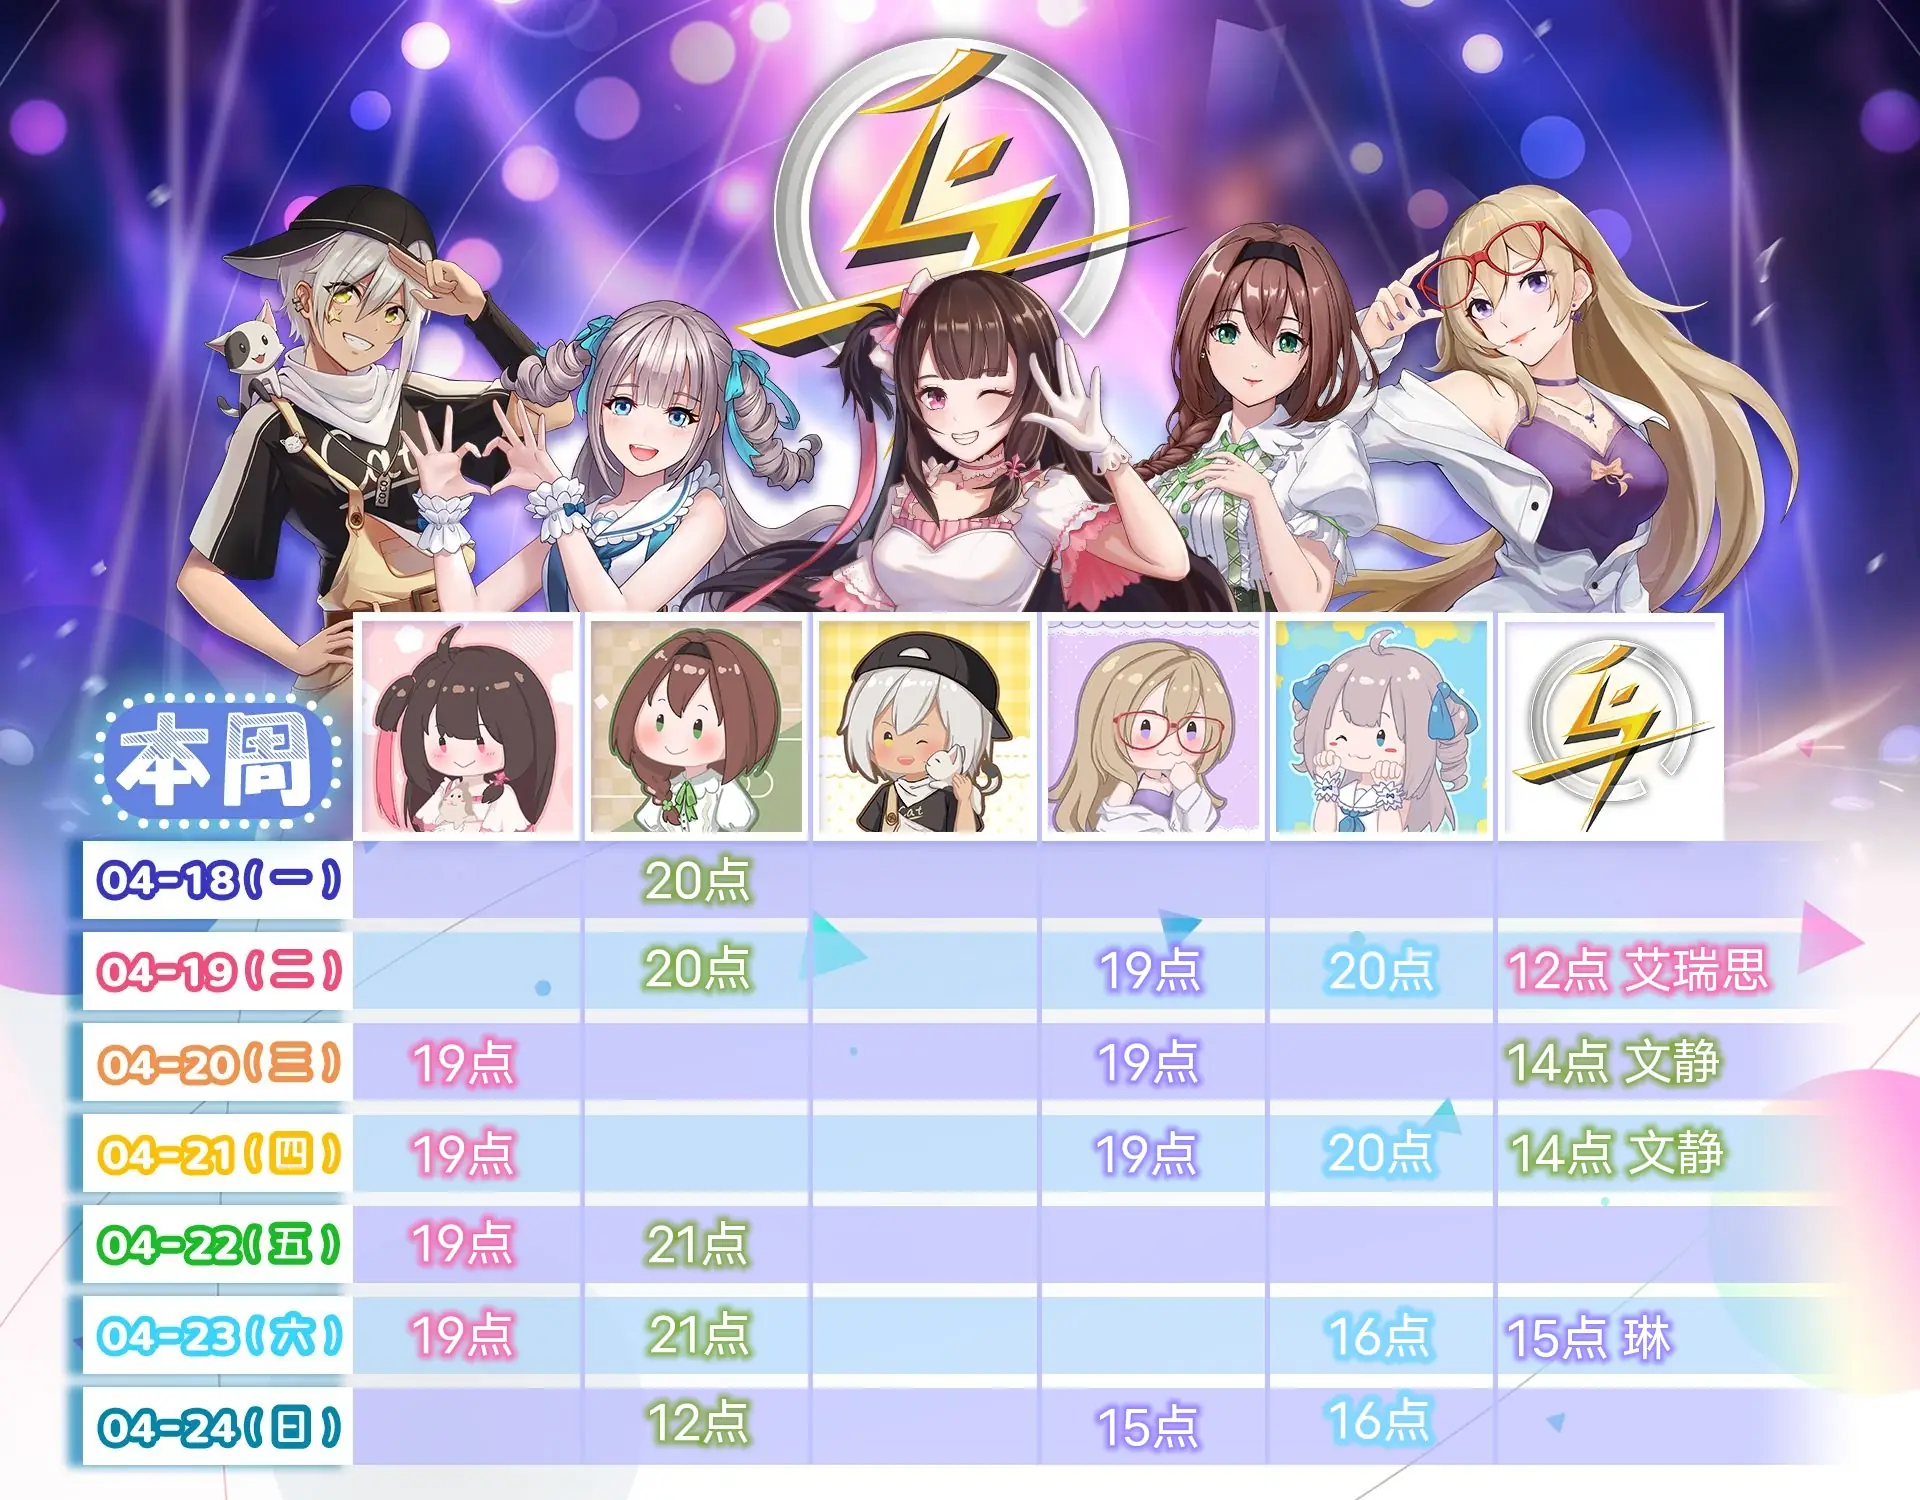 Cat
COCO
本周
Cat
04-18(一) 20点
04-19(二) 20点 19点 20点 12点 艾瑞思
04-20(三) 19点 19点 14点 文静
04-21(四) 19点 19点 20点 14点 文静
04-22(五) 19点 21点
04-23(六) 19点 21点 16点 15点 琳
04-24(日) 12点 15点 16点